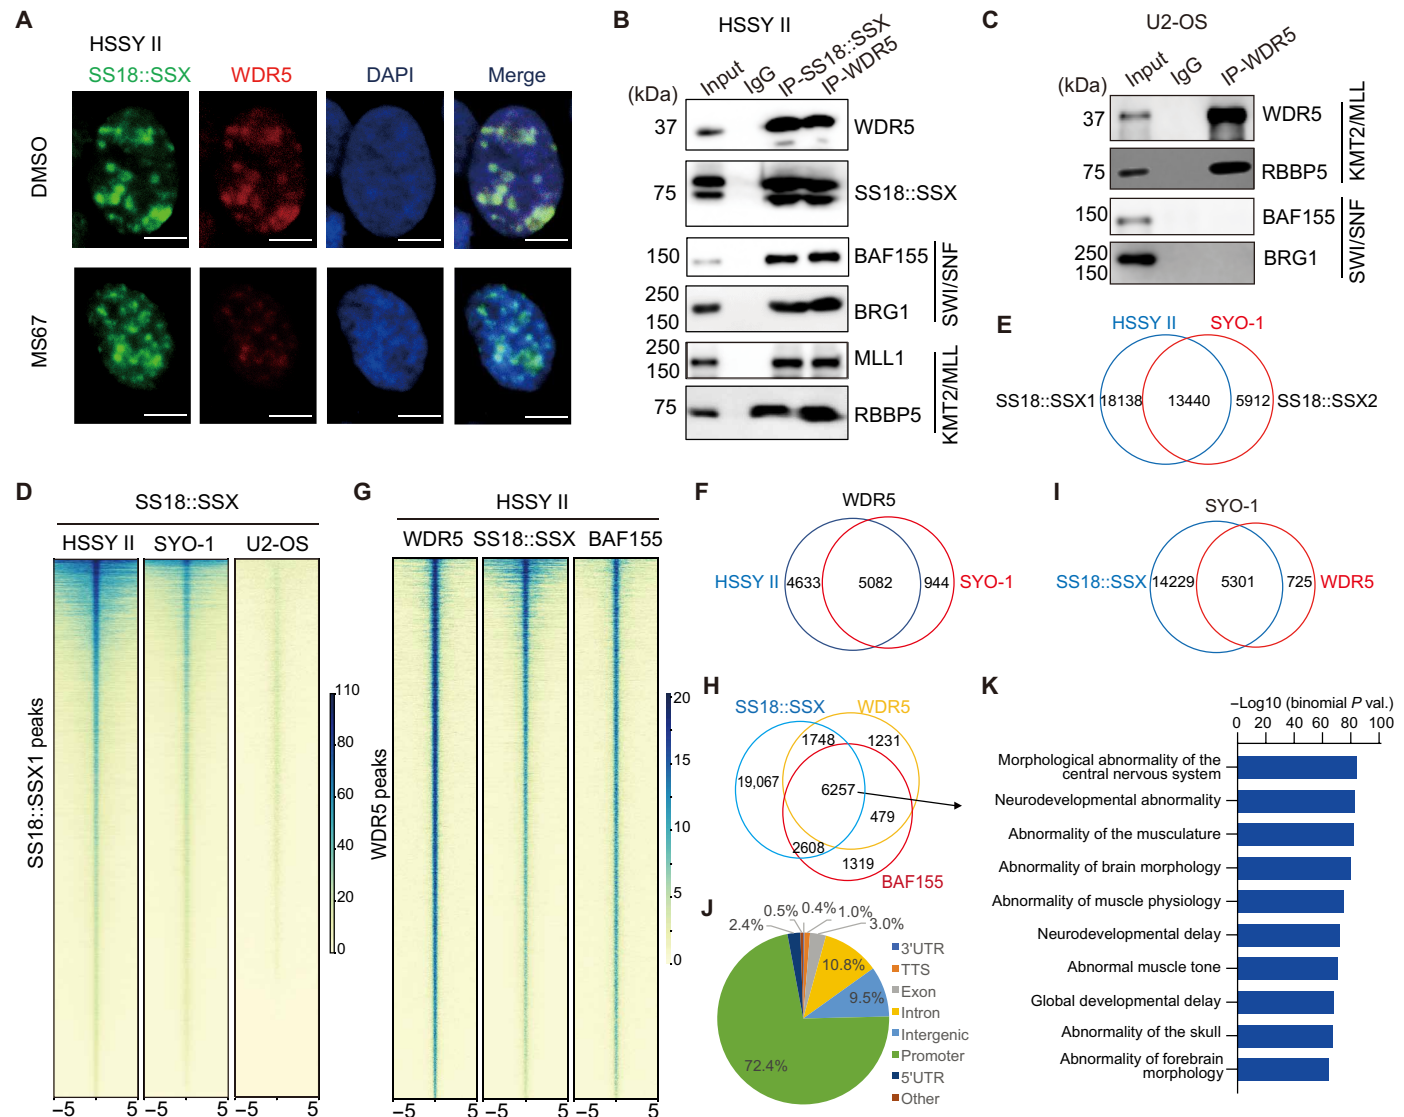 A
HSSY II
SS18::SSX WDR5 DAPI Merge
DMSO
MS67
B
HSSY II
Input IgG IP-SS18::SSX IP-WDR5
(kDa)
37 WDR5
75 SS18::SSX
150 BAF155
250
150 BRG1
SWI/SNF
250
150 MLL1
75 RBBP5
KMT2/MLL
C
U2-OS
Input IgG IP-WDR5
(kDa)
37 WDR5
75 RBBP5
KMT2/MLL
150 BAF155
250
150 BRG1
SWI/SNF
E
HSSY II SYO-1
SS18::SSX1 18138 13440 5912 SS18::SSX2
D
SS18::SSX
HSSY II SYO-1 U2-OS
SS18::SSX1 peaks
110
80
60
40
20
0
−5 5 −5 5 −5 5
G
HSSY II
WDR5 SS18::SSX BAF155
WDR5 peaks
20
15
10
5
0
−5 5 −5 5 −5 5
F
WDR5
HSSY II 4633 5082 944 SYO-1
I
SYO-1
SS18::SSX 14229 5301 725 WDR5
H
SS18::SSX WDR5
1748 1231
19,067 6257
479
2608
1319
BAF155
J
2.4% 0.5% 0.4% 1.0% 3.0%
10.8%
9.5%
72.4%
3'UTR
TTS
Exon
Intron
Intergenic
Promoter
5'UTR
Other
K
−Log10 (binomial P val.)
0 20 40 60 80 100
Morphological abnormality of the
central nervous system
Neurodevelopmental abnormality
Abnormality of the musculature
Abnormality of brain morphology
Abnormality of muscle physiology
Neurodevelopmental delay
Abnormal muscle tone
Global developmental delay
Abnormality of the skull
Abnormality of forebrain
morphology